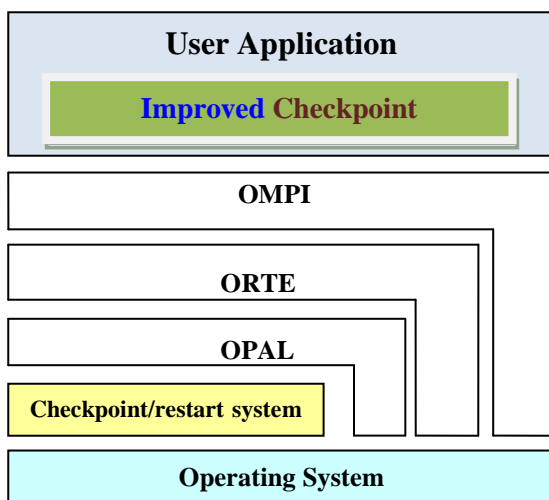 User Application
Improved Checkpoint
OMPI
ORTE
OPAL
Checkpoint/restart system
Operating System